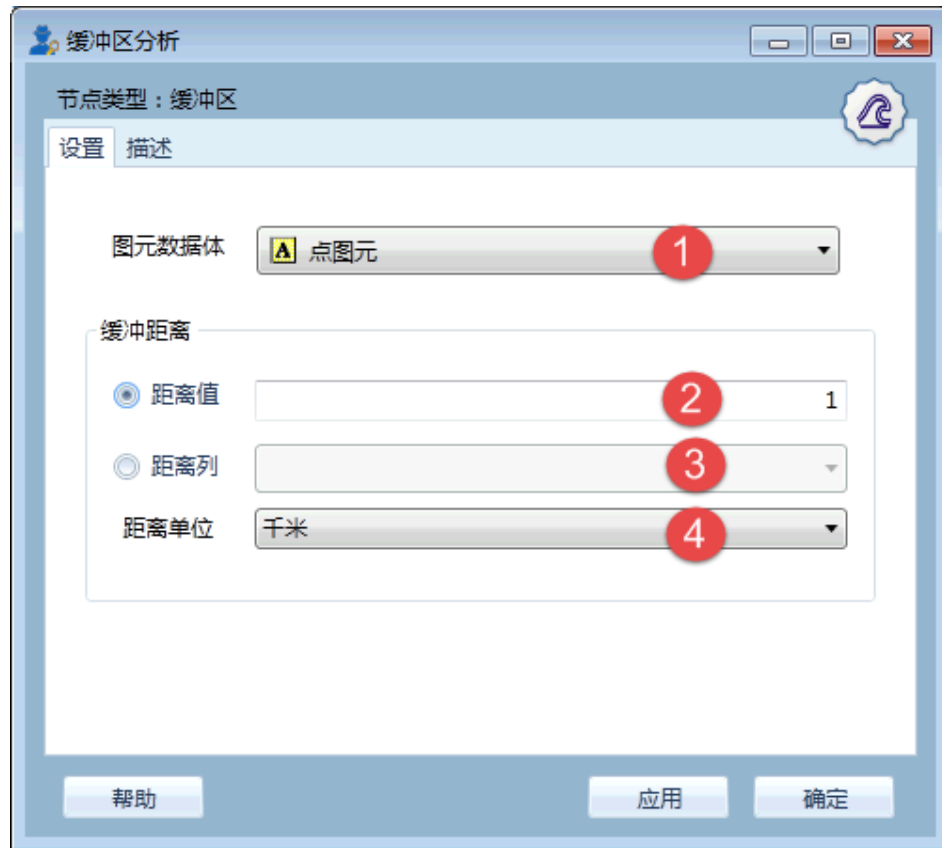 缓冲区分析
节点类型：缓冲区
设置 描述
图元数据体 A 点图元 1
缓冲距离
距离值 2 1
距离列 3
距离单位 千米 4
帮助 应用 确定